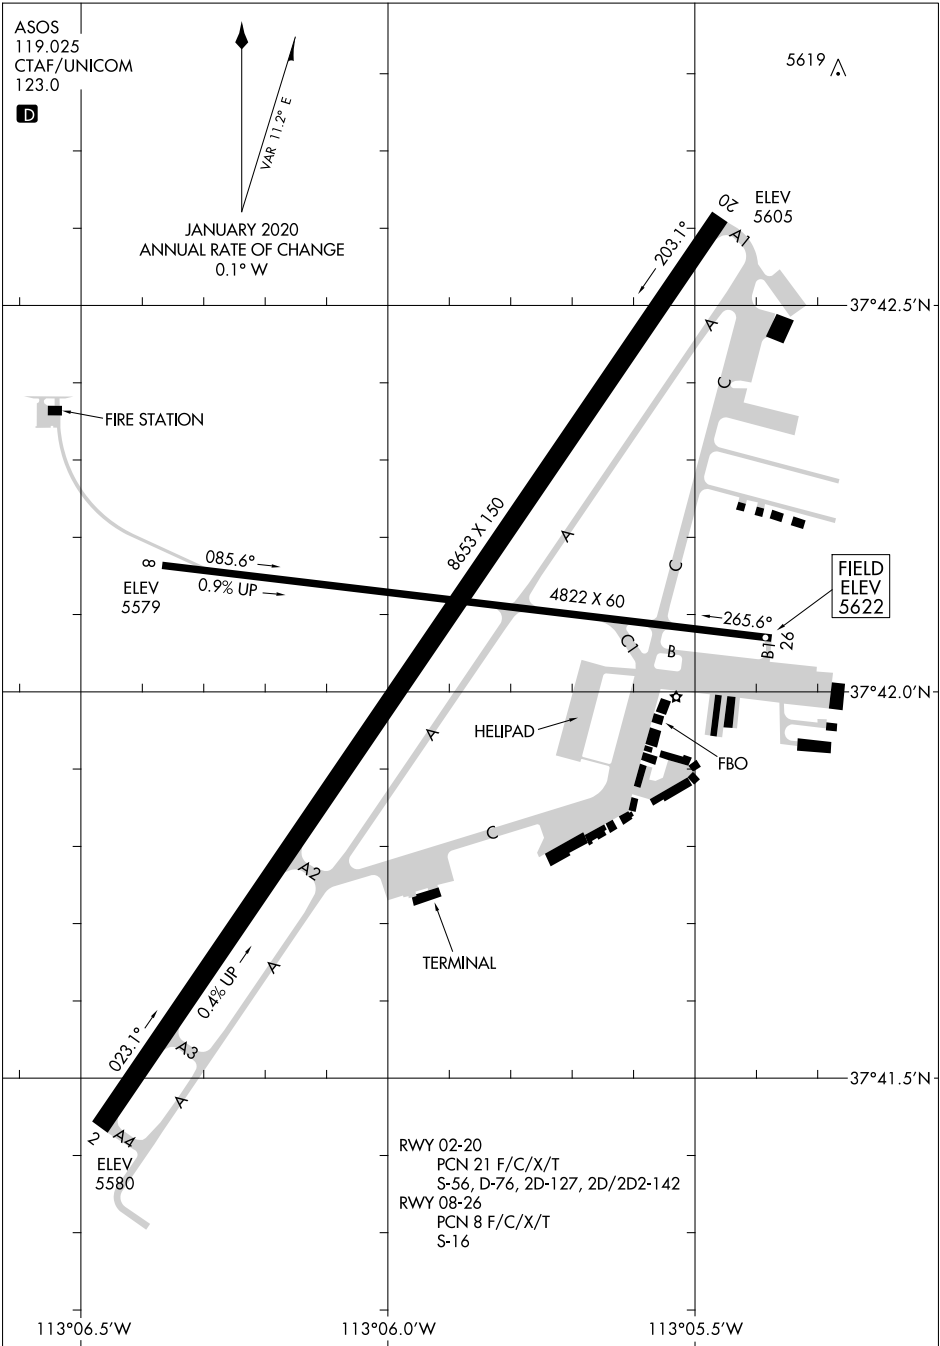 ASOS
119.025
CTAF/UNICOM
123.0
D
VAR 11.2° E
JANUARY 2020
ANNUAL RATE OF CHANGE
0.1° W
5619
20
ELEV
5605
A1
203.1°
37°42.5'N
A
C
FIRE STATION
8653 X 150
A
8
085.6°
0.9% UP
ELEV
5579
C
4822 X 60
FIELD
ELEV
5622
265.6°
26
B1
C1
B
37°42.0'N
HELIPAD
A
FBO
C
A2
TERMINAL
A
0.4% UP
023.1°
A3
37°41.5'N
A
2
A4
ELEV
5580
RWY 02-20
PCN 21 F/C/X/T
S-56, D-76, 2D-127, 2D/2D2-142
RWY 08-26
PCN 8 F/C/X/T
S-16
113°06.5'W
113°06.0'W
113°05.5'W